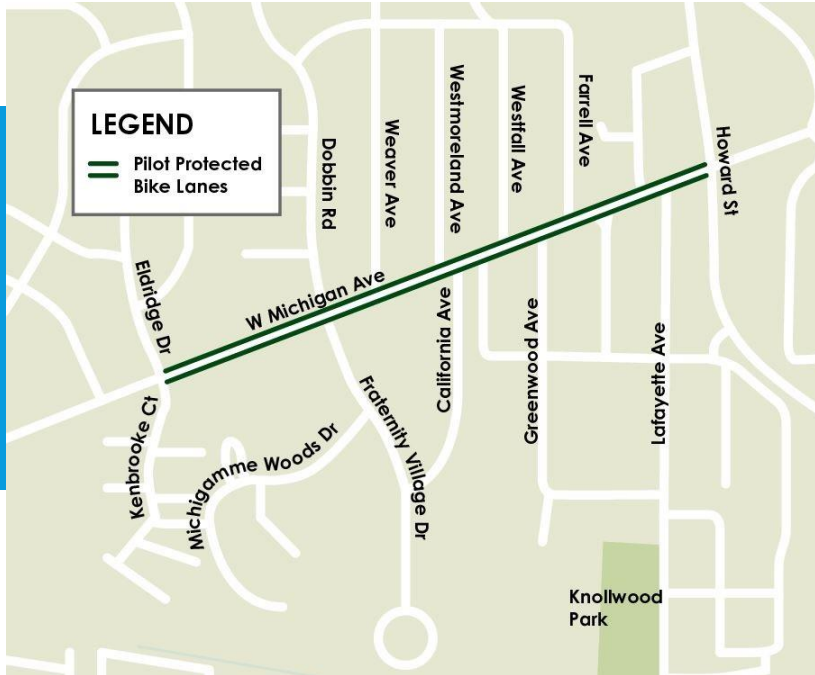 LEGEND
Pilot Protected
Bike Lanes
Dobbin Rd
Weaver Ave
Westmoreland Ave
Westfall Ave
Farrell Ave
Howard St
Eldridge Dr
W Michigan Ave
Kenbrooke Ct
Michigamme Woods Dr
Fraternity Village Dr
California Ave
Greenwood Ave
Lafayette Ave
Knollwood
Park